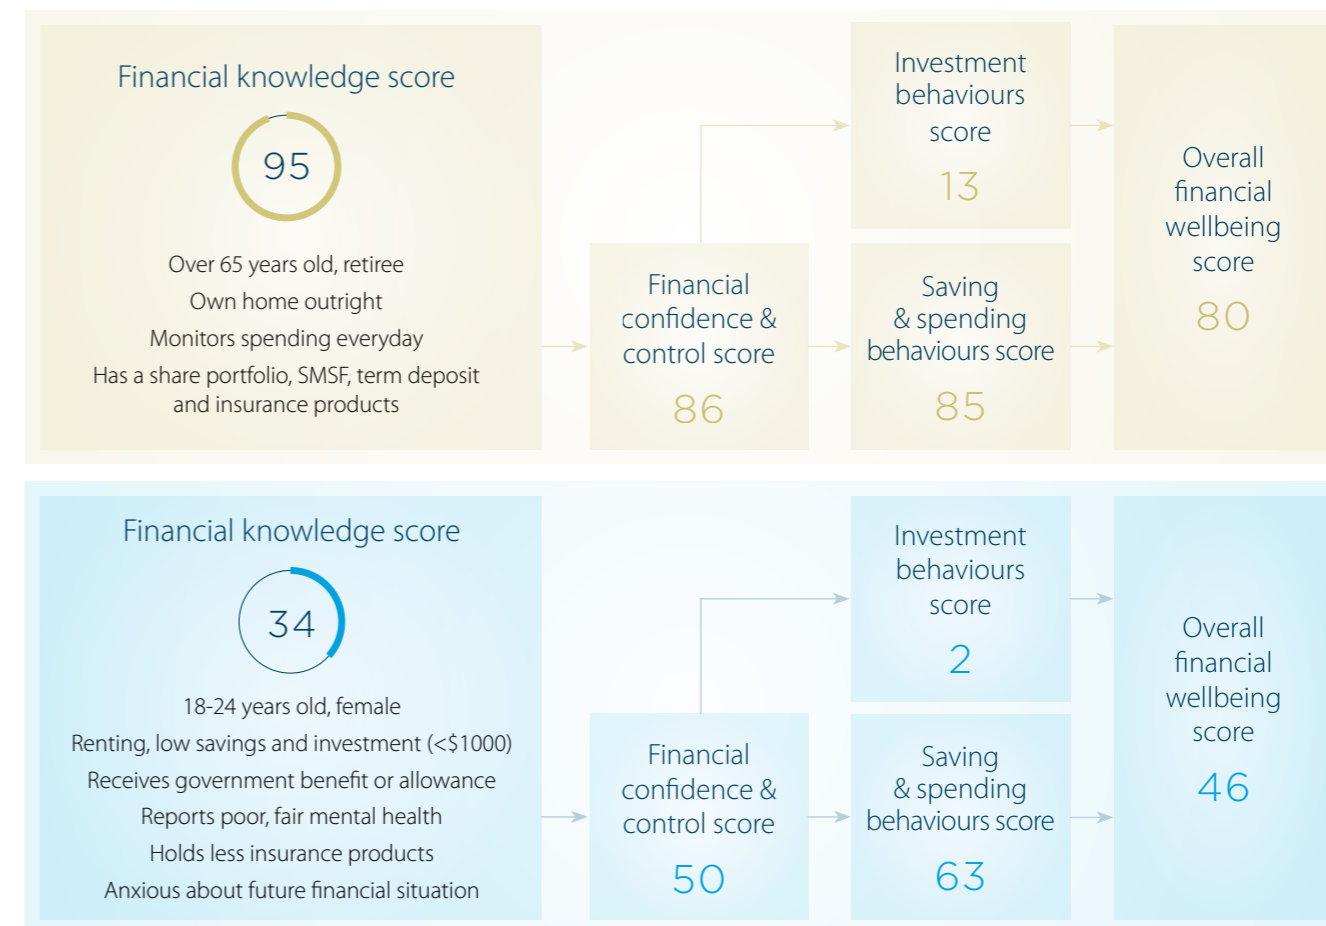 Financial knowledge score
95
Over 65 years old, retiree
Own home outright
Monitors spending everyday
Has a share portfolio, SMSF, term deposit
and insurance products
Financial
confidence &
control score
86
Investment
behaviours
score
13
Saving
& spending
behaviours score
85
Overall
financial
wellbeing
score
80
Financial knowledge score
34
18-24 years old, female
Renting, low savings and investment (<$1000)
Receives government benefit or allowance
Reports poor, fair mental health
Holds less insurance products
Anxious about future financial situation
Financial
confidence &
control score
50
Investment
behaviours
score
2
Saving
& spending
behaviours score
63
Overall
financial
wellbeing
score
46